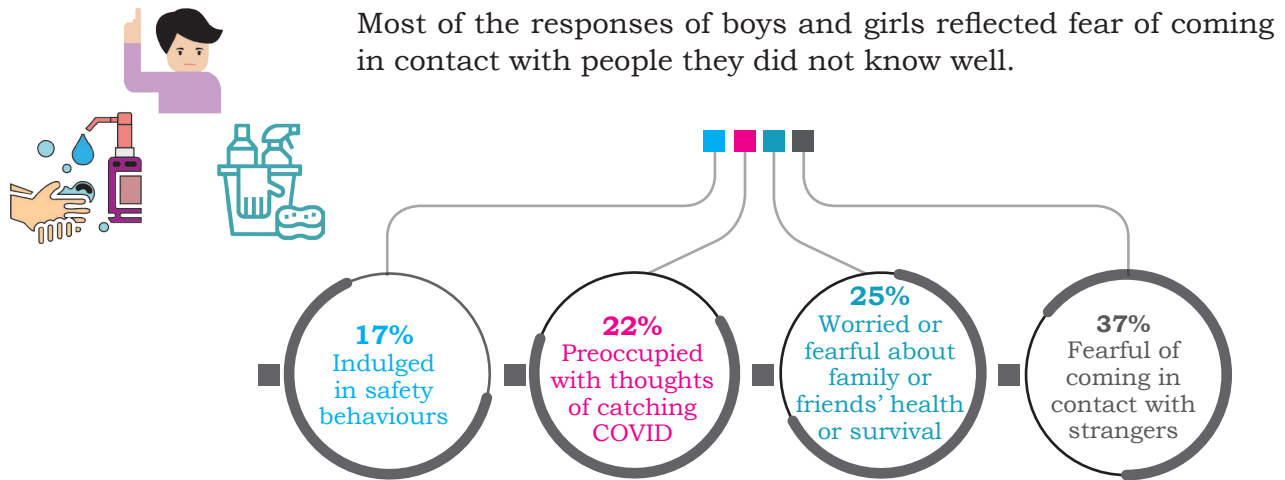 Most of the responses of boys and girls reflected fear of coming
in contact with people they did not know well.
17%
Indulged
in safety
behaviours
22%
Preoccupied
with thoughts
of catching
COVID
25%
Worried or
fearful about
family or
friends’ health
or survival
37%
Fearful of
coming in
contact with
strangers